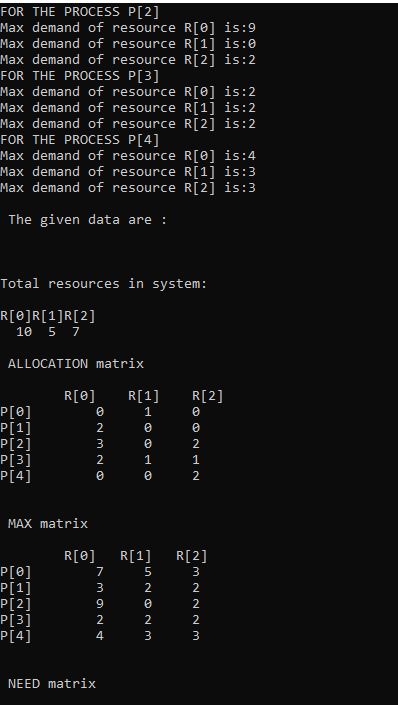 FOR THE PROCESS P[2]
Max demand of resource R[0] is:9
Max demand of resource R[1] is:0
Max demand of resource R[2] is:2
FOR THE PROCESS P[3]
Max demand of resource R[0] is:2
Max demand of resource R[1] is:2
Max demand of resource R[2] is:2
FOR THE PROCESS P[4]
Max demand of resource R[0] is:4
Max demand of resource R[1] is:3
Max demand of resource R[2] is:3
The given data are :
Total resources in system:
R[0]R[1]R[2]
10 5 7
ALLOCATION matrix
R[0] R[1] R[2]
P[0] 0 1 0
P[1] 2 0 0
P[2] 3 0 2
P[3] 2 1 1
P[4] 0 0 2
MAX matrix
R[0] R[1] R[2]
P[0] 7 5 3
P[1] 3 2 2
P[2] 9 0 2
P[3] 2 2 2
P[4] 4 3 3
NEED matrix